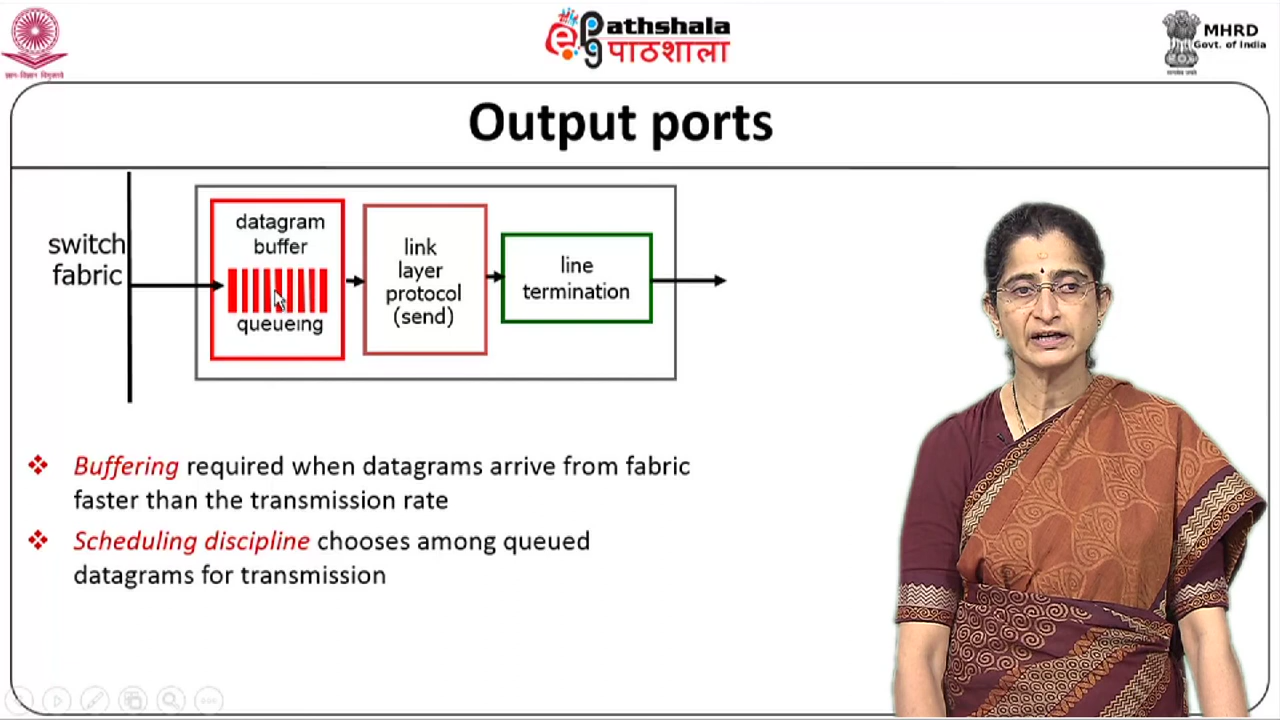 ePG Pathshala
पाठशाला
MHRD
Govt. of India
Output ports
switch
fabric
datagram
buffer
queueing
link
layer
protocol
(send)
line
termination
❖ Buffering required when datagrams arrive from fabric
faster than the transmission rate
❖ Scheduling discipline chooses among queued
datagrams for transmission